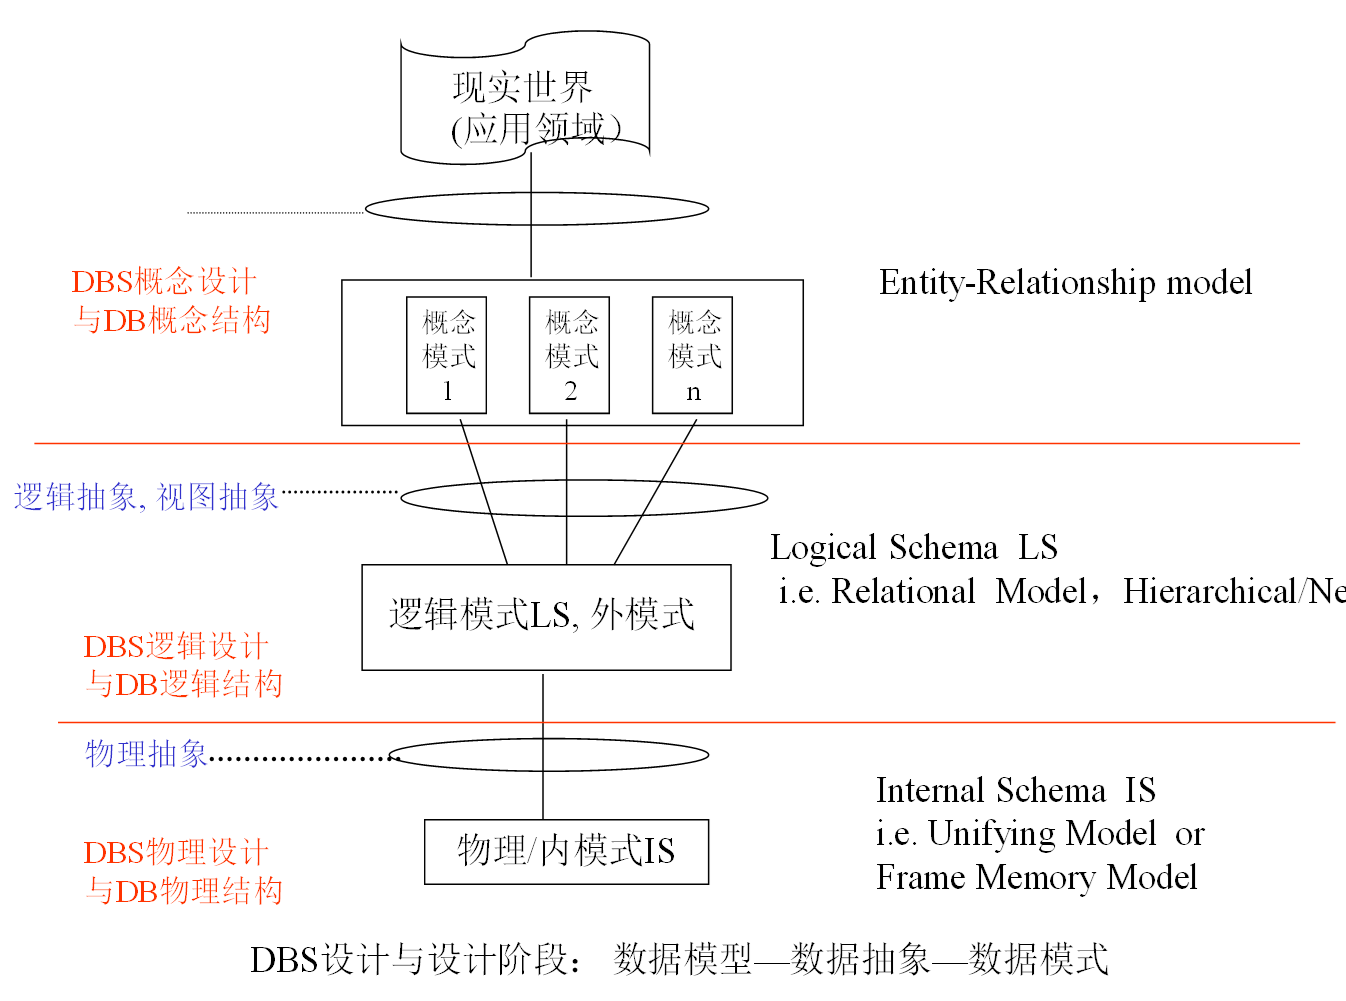 现实世界
(应用领域）
DBS概念设计
与DB概念结构
Entity-Relationship model
概念
模式
1
概念
模式
2
概念
模式
n
逻辑抽象, 视图抽象
Logical Schema LS
i.e. Relational Model，Hierarchical/Ne
逻辑模式LS, 外模式
DBS逻辑设计
与DB逻辑结构
物理抽象
Internal Schema IS
i.e. Unifying Model or
Frame Memory Model
物理/内模式IS
DBS物理设计
与DB物理结构
DBS设计与设计阶段： 数据模型—数据抽象—数据模式